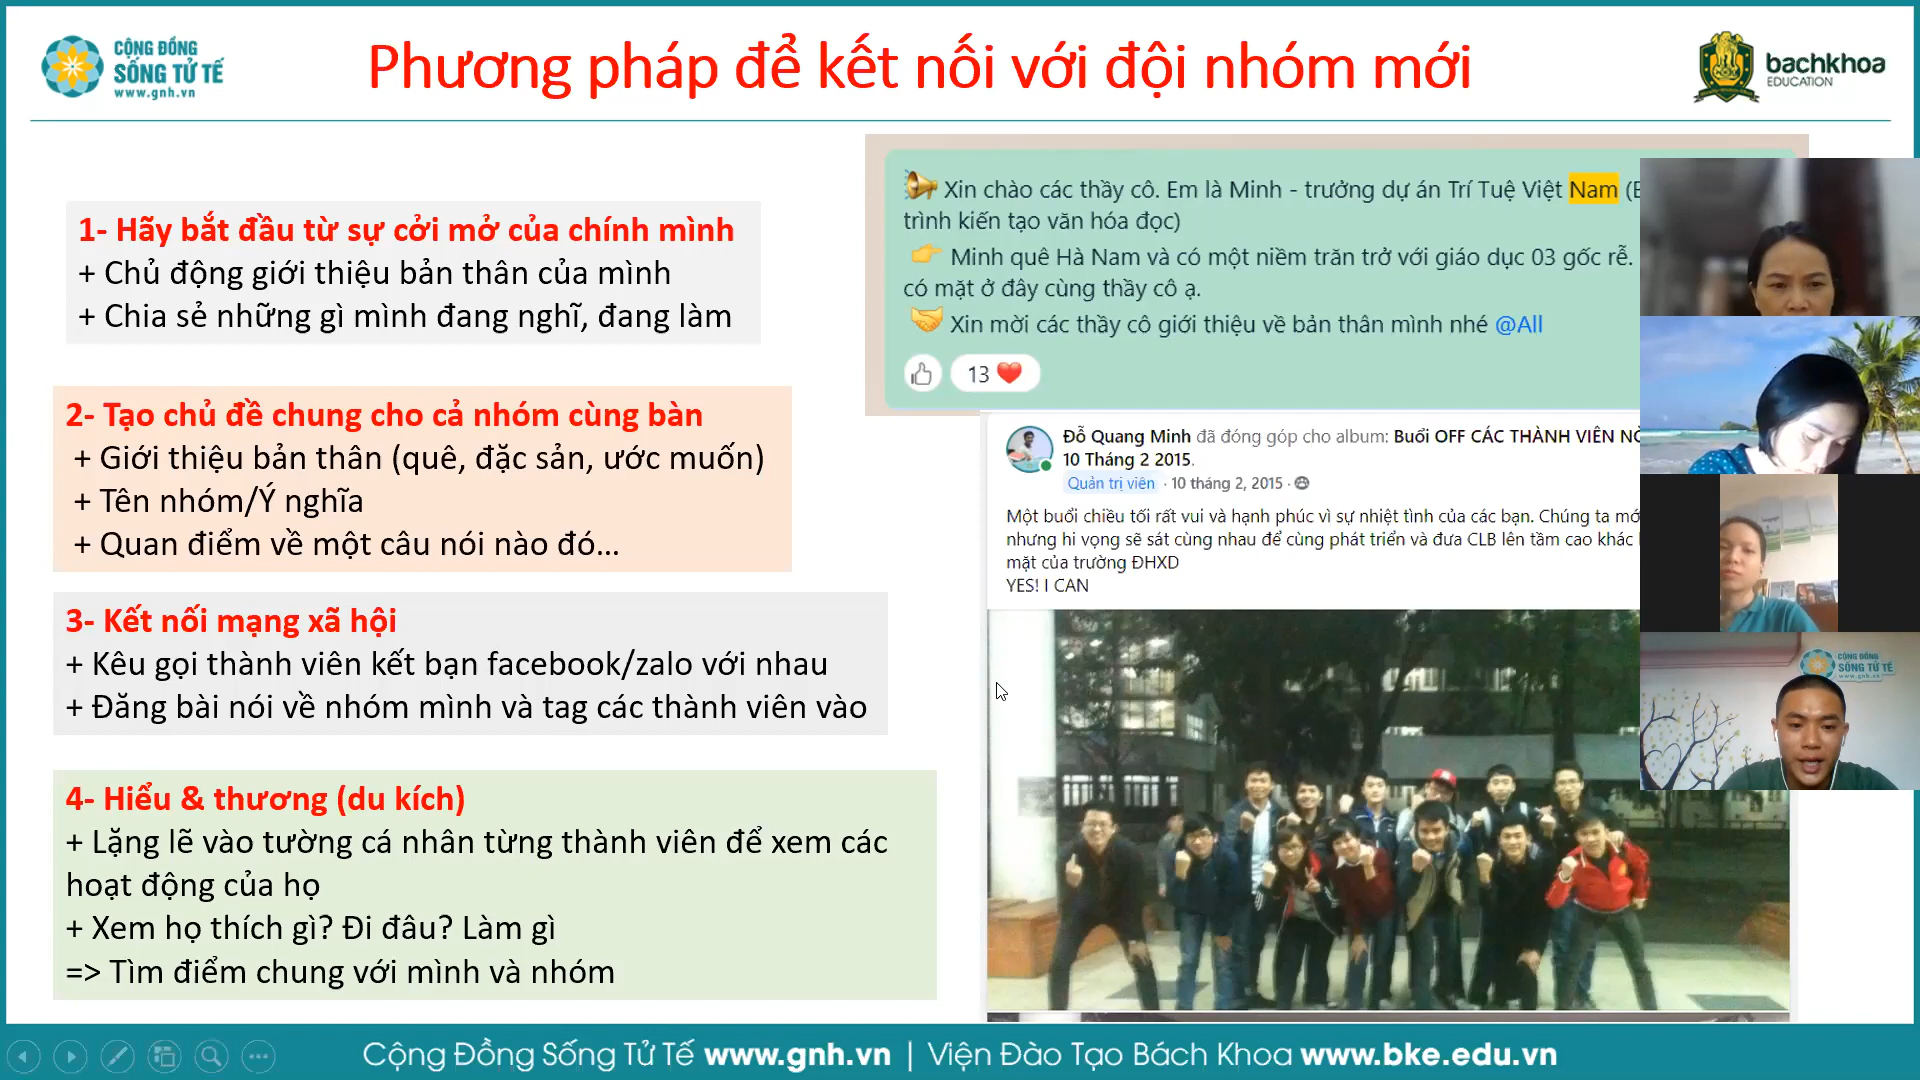 CỘNG ĐỒNG
SỐNG TỬ TẾ
www.gnh.vn
Phương pháp để kết nối với đội nhóm mới
bachkhoa
EDUCATION
1- Hãy bắt đầu từ sự cởi mở của chính mình
+ Chủ động giới thiệu bản thân của mình
+ Chia sẻ những gì mình đang nghĩ, đang làm
2- Tạo chủ đề chung cho cả nhóm cùng bàn
+ Giới thiệu bản thân (quê, đặc sản, ước muốn)
+ Tên nhóm/Ý nghĩa
+ Quan điểm về một câu nói nào đó...
3- Kết nối mạng xã hội
+ Kêu gọi thành viên kết bạn facebook/zalo với nhau
+ Đăng bài nói về nhóm mình và tag các thành viên vào
4- Hiểu & thương (du kích)
+ Lặng lẽ vào tường cá nhân từng thành viên để xem các
hoạt động của họ
+ Xem họ thích gì? Đi đâu? Làm gì
=> Tìm điểm chung với mình và nhóm
Xin chào các thầy cô. Em là Minh - trưởng dự án Trí Tuệ Việt Nam (
trình kiến tạo văn hóa đọc)
Minh quê Hà Nam và có một niềm trăn trở với giáo dục 03 gốc rễ.
có mặt ở đây cùng thầy cô ạ.
Xin mời các thầy cô giới thiệu về bản thân mình nhé @All
13
Đỗ Quang Minh đã đóng góp cho album: Buổi OFF CÁC THÀNH VIÊN
10 Tháng 2 2015.
Quản trị viên · 10 tháng 2, 2015 ·
Một buổi chiều tối rất vui và hạnh phúc vì sự nhiệt tình của các bạn. Chúng ta mớ
nhưng hi vọng sẽ sát cùng nhau để cùng phát triển và đưa CLB lên tầm cao khác
mặt của trường ĐHXD
YES! I CAN
CỘNG ĐỒNG
SỐNG TỬ TẾ
www.gnh.vn
Cộng Đồng Sống Tử Tế www.gnh.vn | Viện Đào Tạo Bách Khoa www.bke.edu.vn